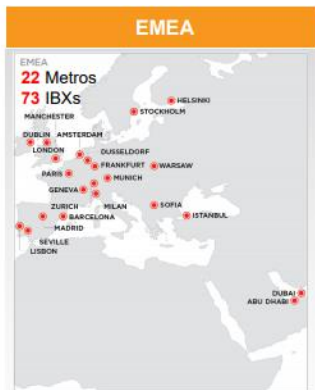 EMEA
EMEA
22 Metros
73 IBXs
MANCHESTER
HELSINKI
STOCKHOLM
DUBLIN AMSTERDAM
LONDON
DUSSELDORF
FRANKFURT
WARSAW
PARIS
MUNICH
GENEVA
ZURICH
MILAN
SOFIA
BARCELONA
ISTANBUL
MADRID
SEVILLE
LISBON
DUBAI
ABU DHABI